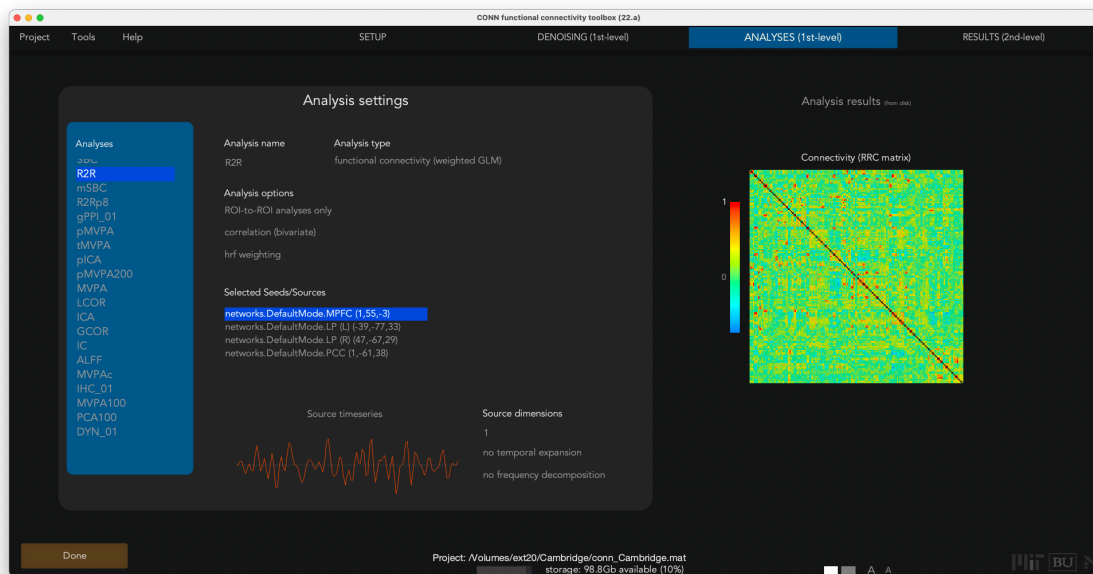 CONN functional connectivity toolbox (22.a)
Project Tools Help SETUP DENOISING (1st-level) ANALYSES (1st-level) RESULTS (2nd-level)
Analysis settings
Analyses
SBC
R2R
mSBC
R2Rp8
gPPI_01
pMVPA
tMVPA
pICA
pMVPA200
MVPA
LCOR
ICA
GCOR
IC
ALFF
MVPAc
IHC_01
MVPA100
PCA100
DYN_01
Analysis name
R2R
Analysis type
functional connectivity (weighted GLM)
Analysis options
ROI-to-ROI analyses only
correlation (bivariate)
hrf weighting
Selected Seeds/Sources
networks.DefaultMode.MPFC (1,55,-3)
networks.DefaultMode.LP (L) (-39,-77,33)
networks.DefaultMode.LP (R) (47,-67,29)
networks.DefaultMode.PCC (1,-61,38)
Source timeseries
Source dimensions
1
no temporal expansion
no frequency decomposition
Analysis results (from disk)
Connectivity (RRC matrix)
1
0
Done
Project: /Volumes/ext20/Cambridge/conn_Cambridge.mat
storage: 98.8Gb available (10%)
A A
MIT BU